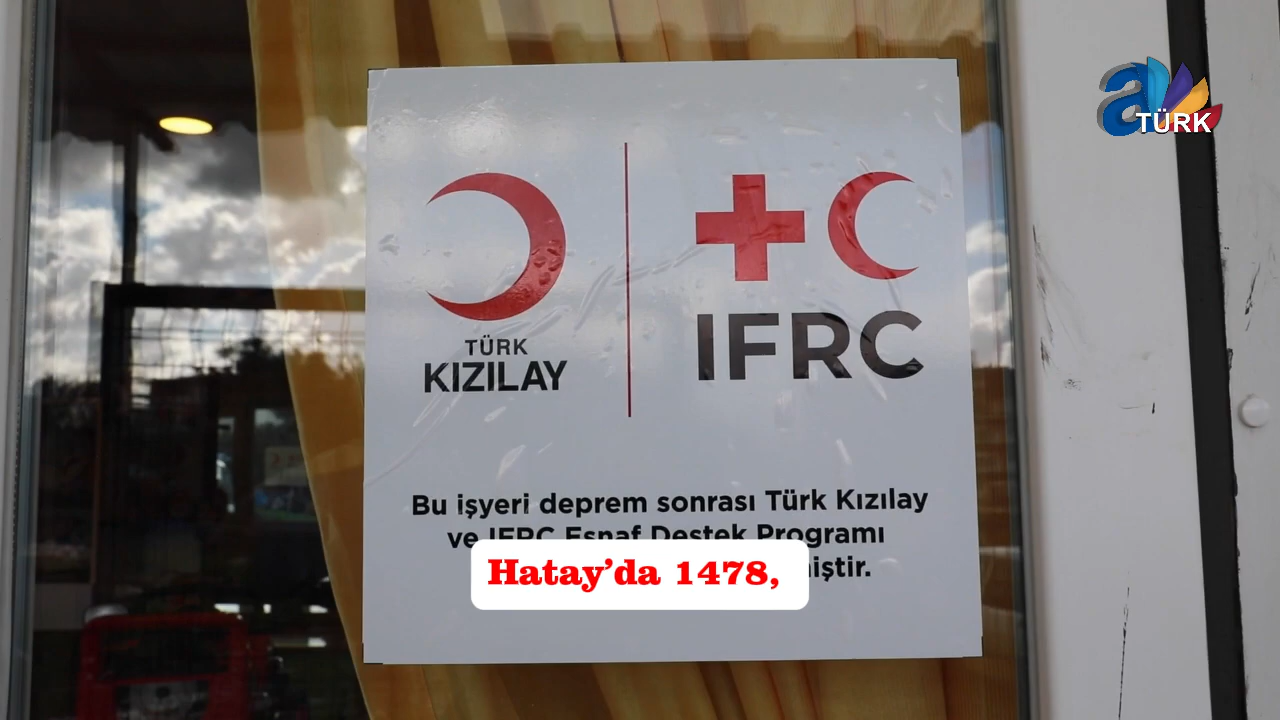 a TÜRK
TÜRK
KIZILAY
IFRC
Bu işyeri deprem sonrası Türk Kızılay
ve IFRC Esnaf Destek Programı
Hatay’da 1478,